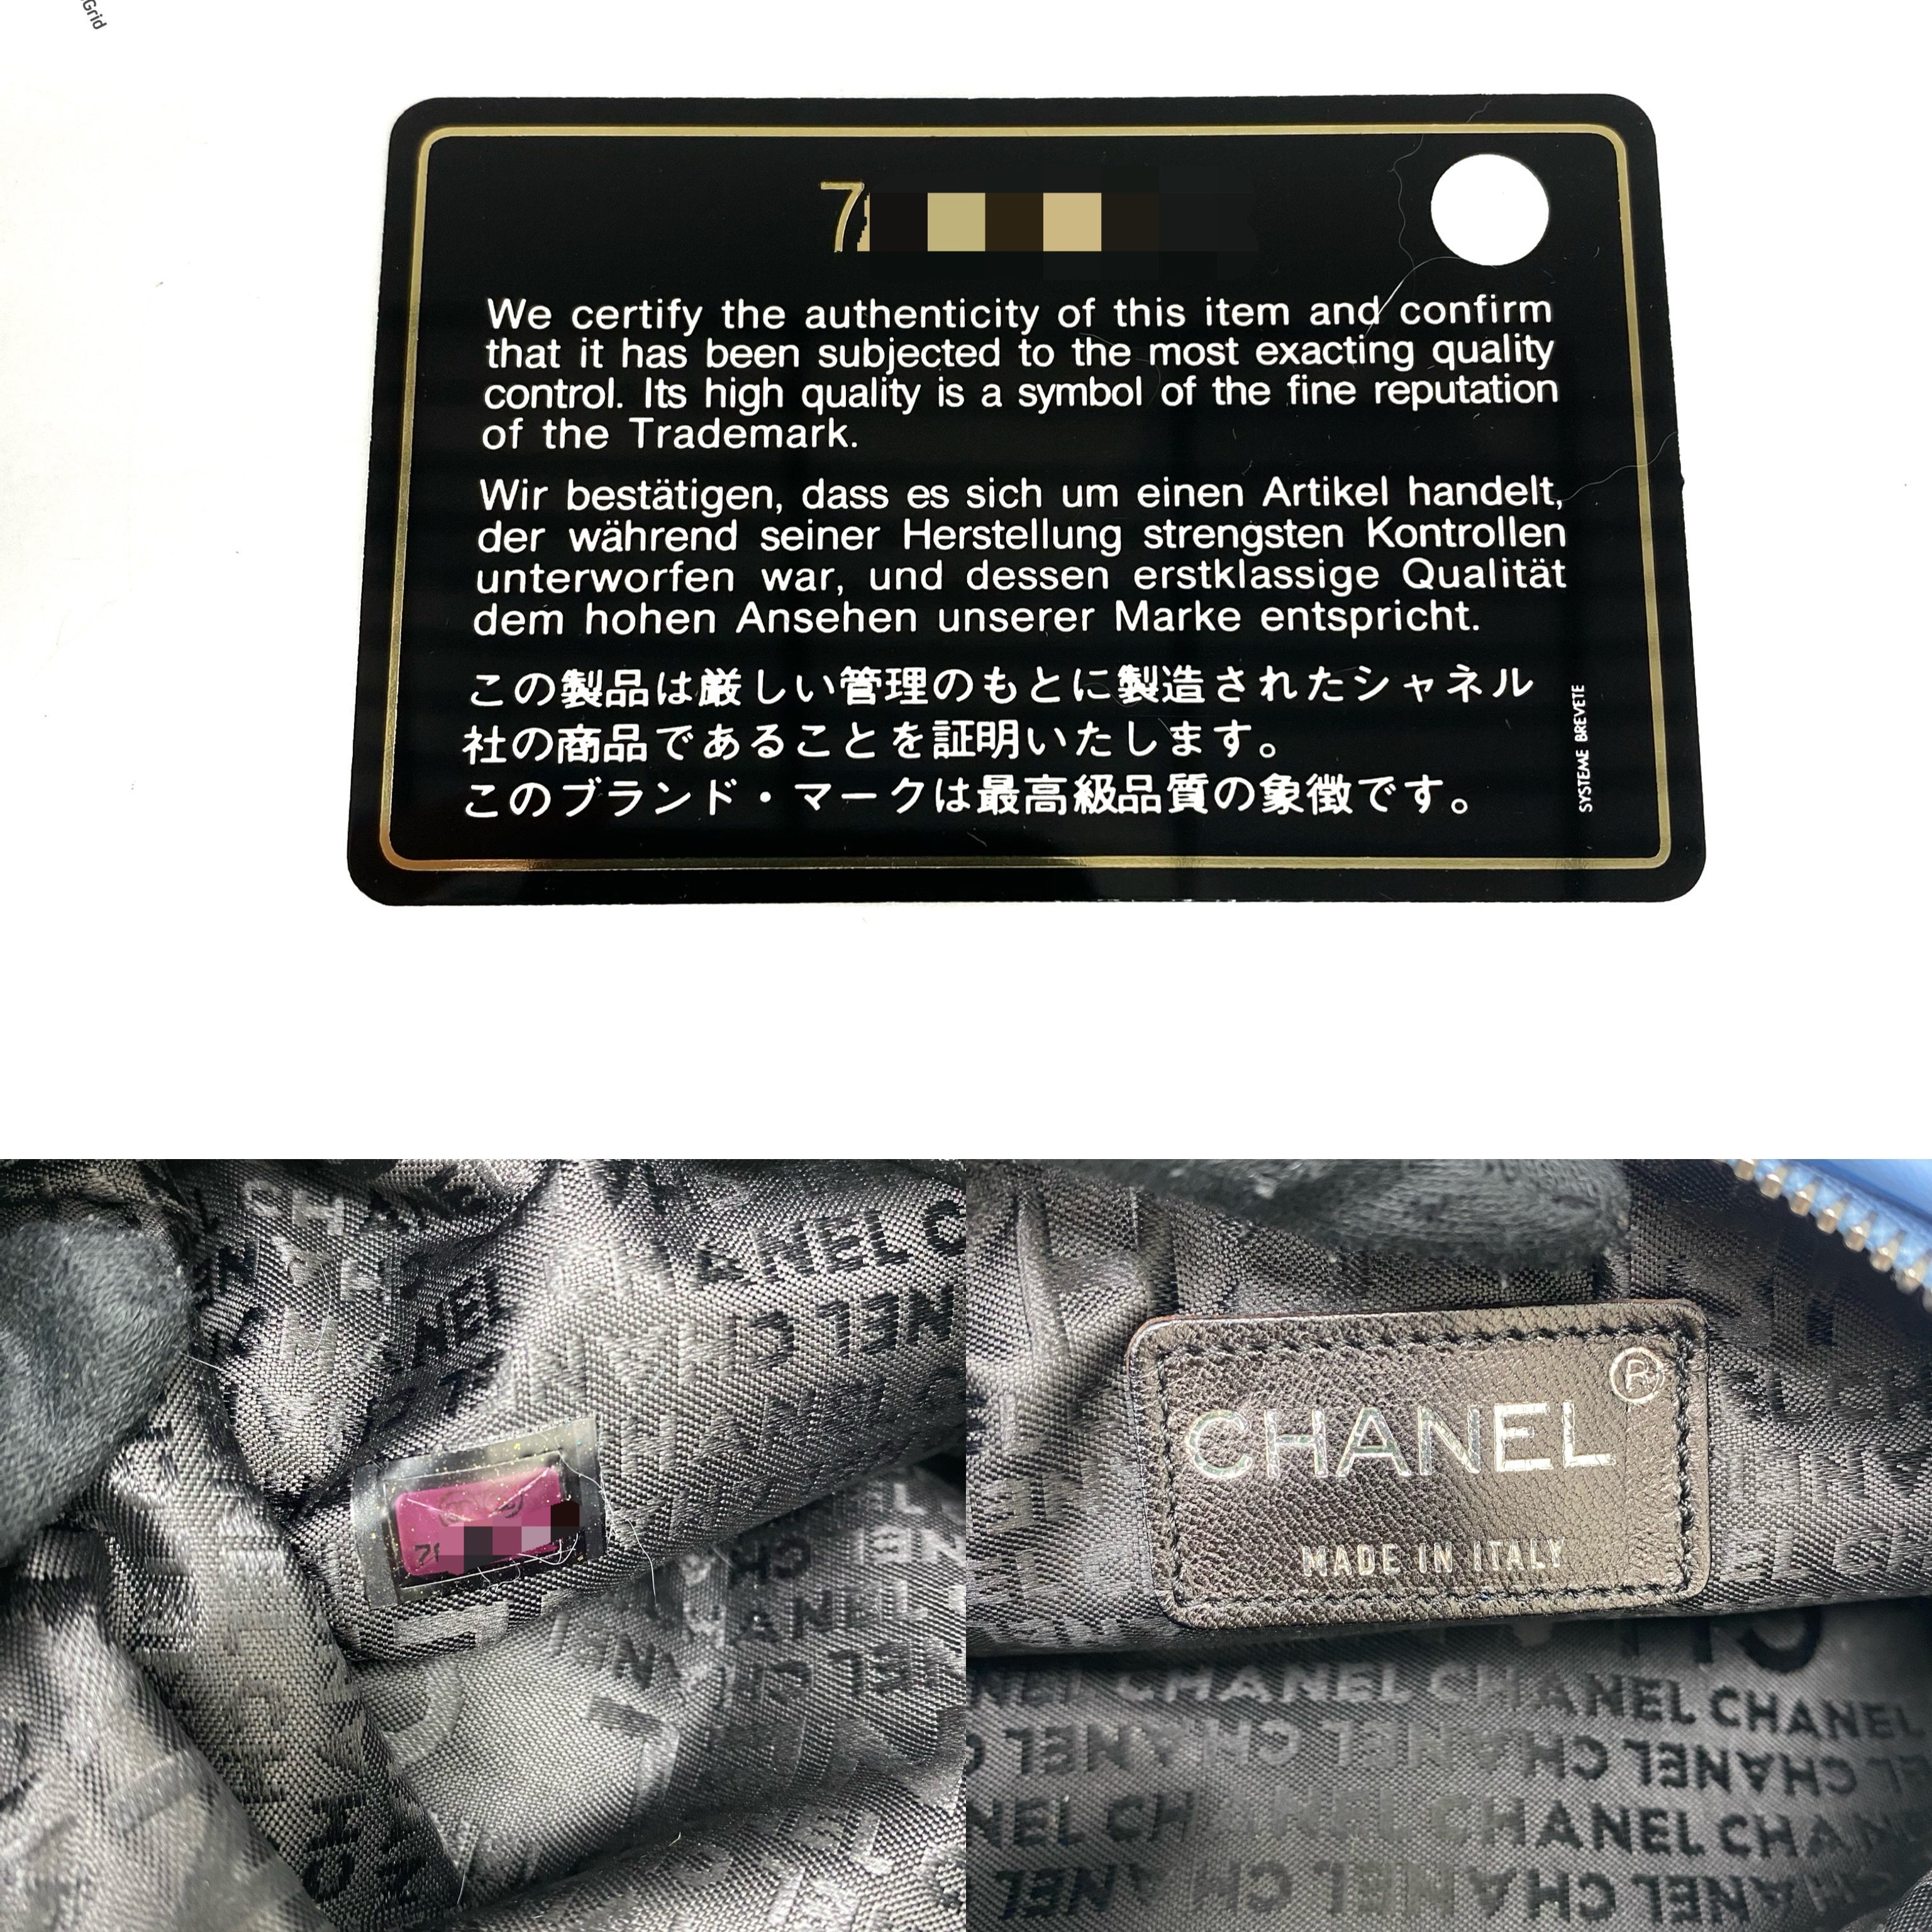 Grid
7
We certify the authenticity of this item and confirm
that it has been subjected to the most exacting quality
control. Its high quality is a symbol of the fine reputation
of the Trademark.
Wir bestätigen, dass es sich um einen Artikel handelt,
der während seiner Herstellung strengsten Kontrollen
unterworfen war, und dessen erstklassige Qualität
dem hohen Ansehen unserer Marke entspricht.
この製品は厳しい管理のもとに製造されたシャネル
社の商品であることを証明いたします。
このブランド・マークは最高級品質の象徴です。
SYSTEME BREVETE
CHANEL ®
MADE IN ITALY
CHANEL CHANEL CHANEL
CHANEL CHANEL